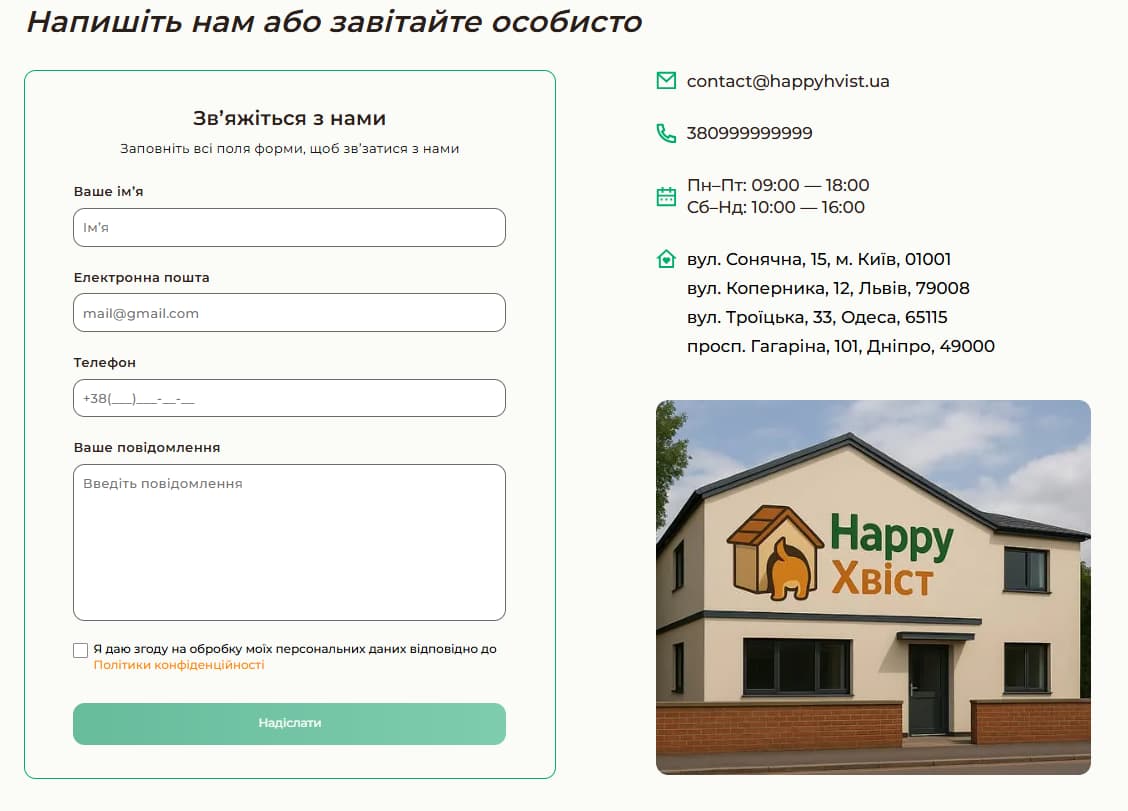 Напишіть нам або завітайте особисто
Зв’яжіться з нами
Заповніть всі поля форми, щоб зв’затися з нами
Ваше ім’я
Ім’я
Електронна пошта
mail@gmail.com
Телефон
+38(___)___-__-__
Ваше повідомлення
Введіть повідомлення
Я даю згоду на обробку моїх персональних даних відповідно до
Політики конфіденційності
Надіслати
contact@happyhvist.ua
380999999999
Пн–Пт: 09:00 — 18:00
Сб–Нд: 10:00 — 16:00
вул. Сонячна, 15, м. Київ, 01001
вул. Коперника, 12, Львів, 79008
вул. Троїцька, 33, Одеса, 65115
просп. Гагаріна, 101, Дніпро, 49000
Happy
Хвіст